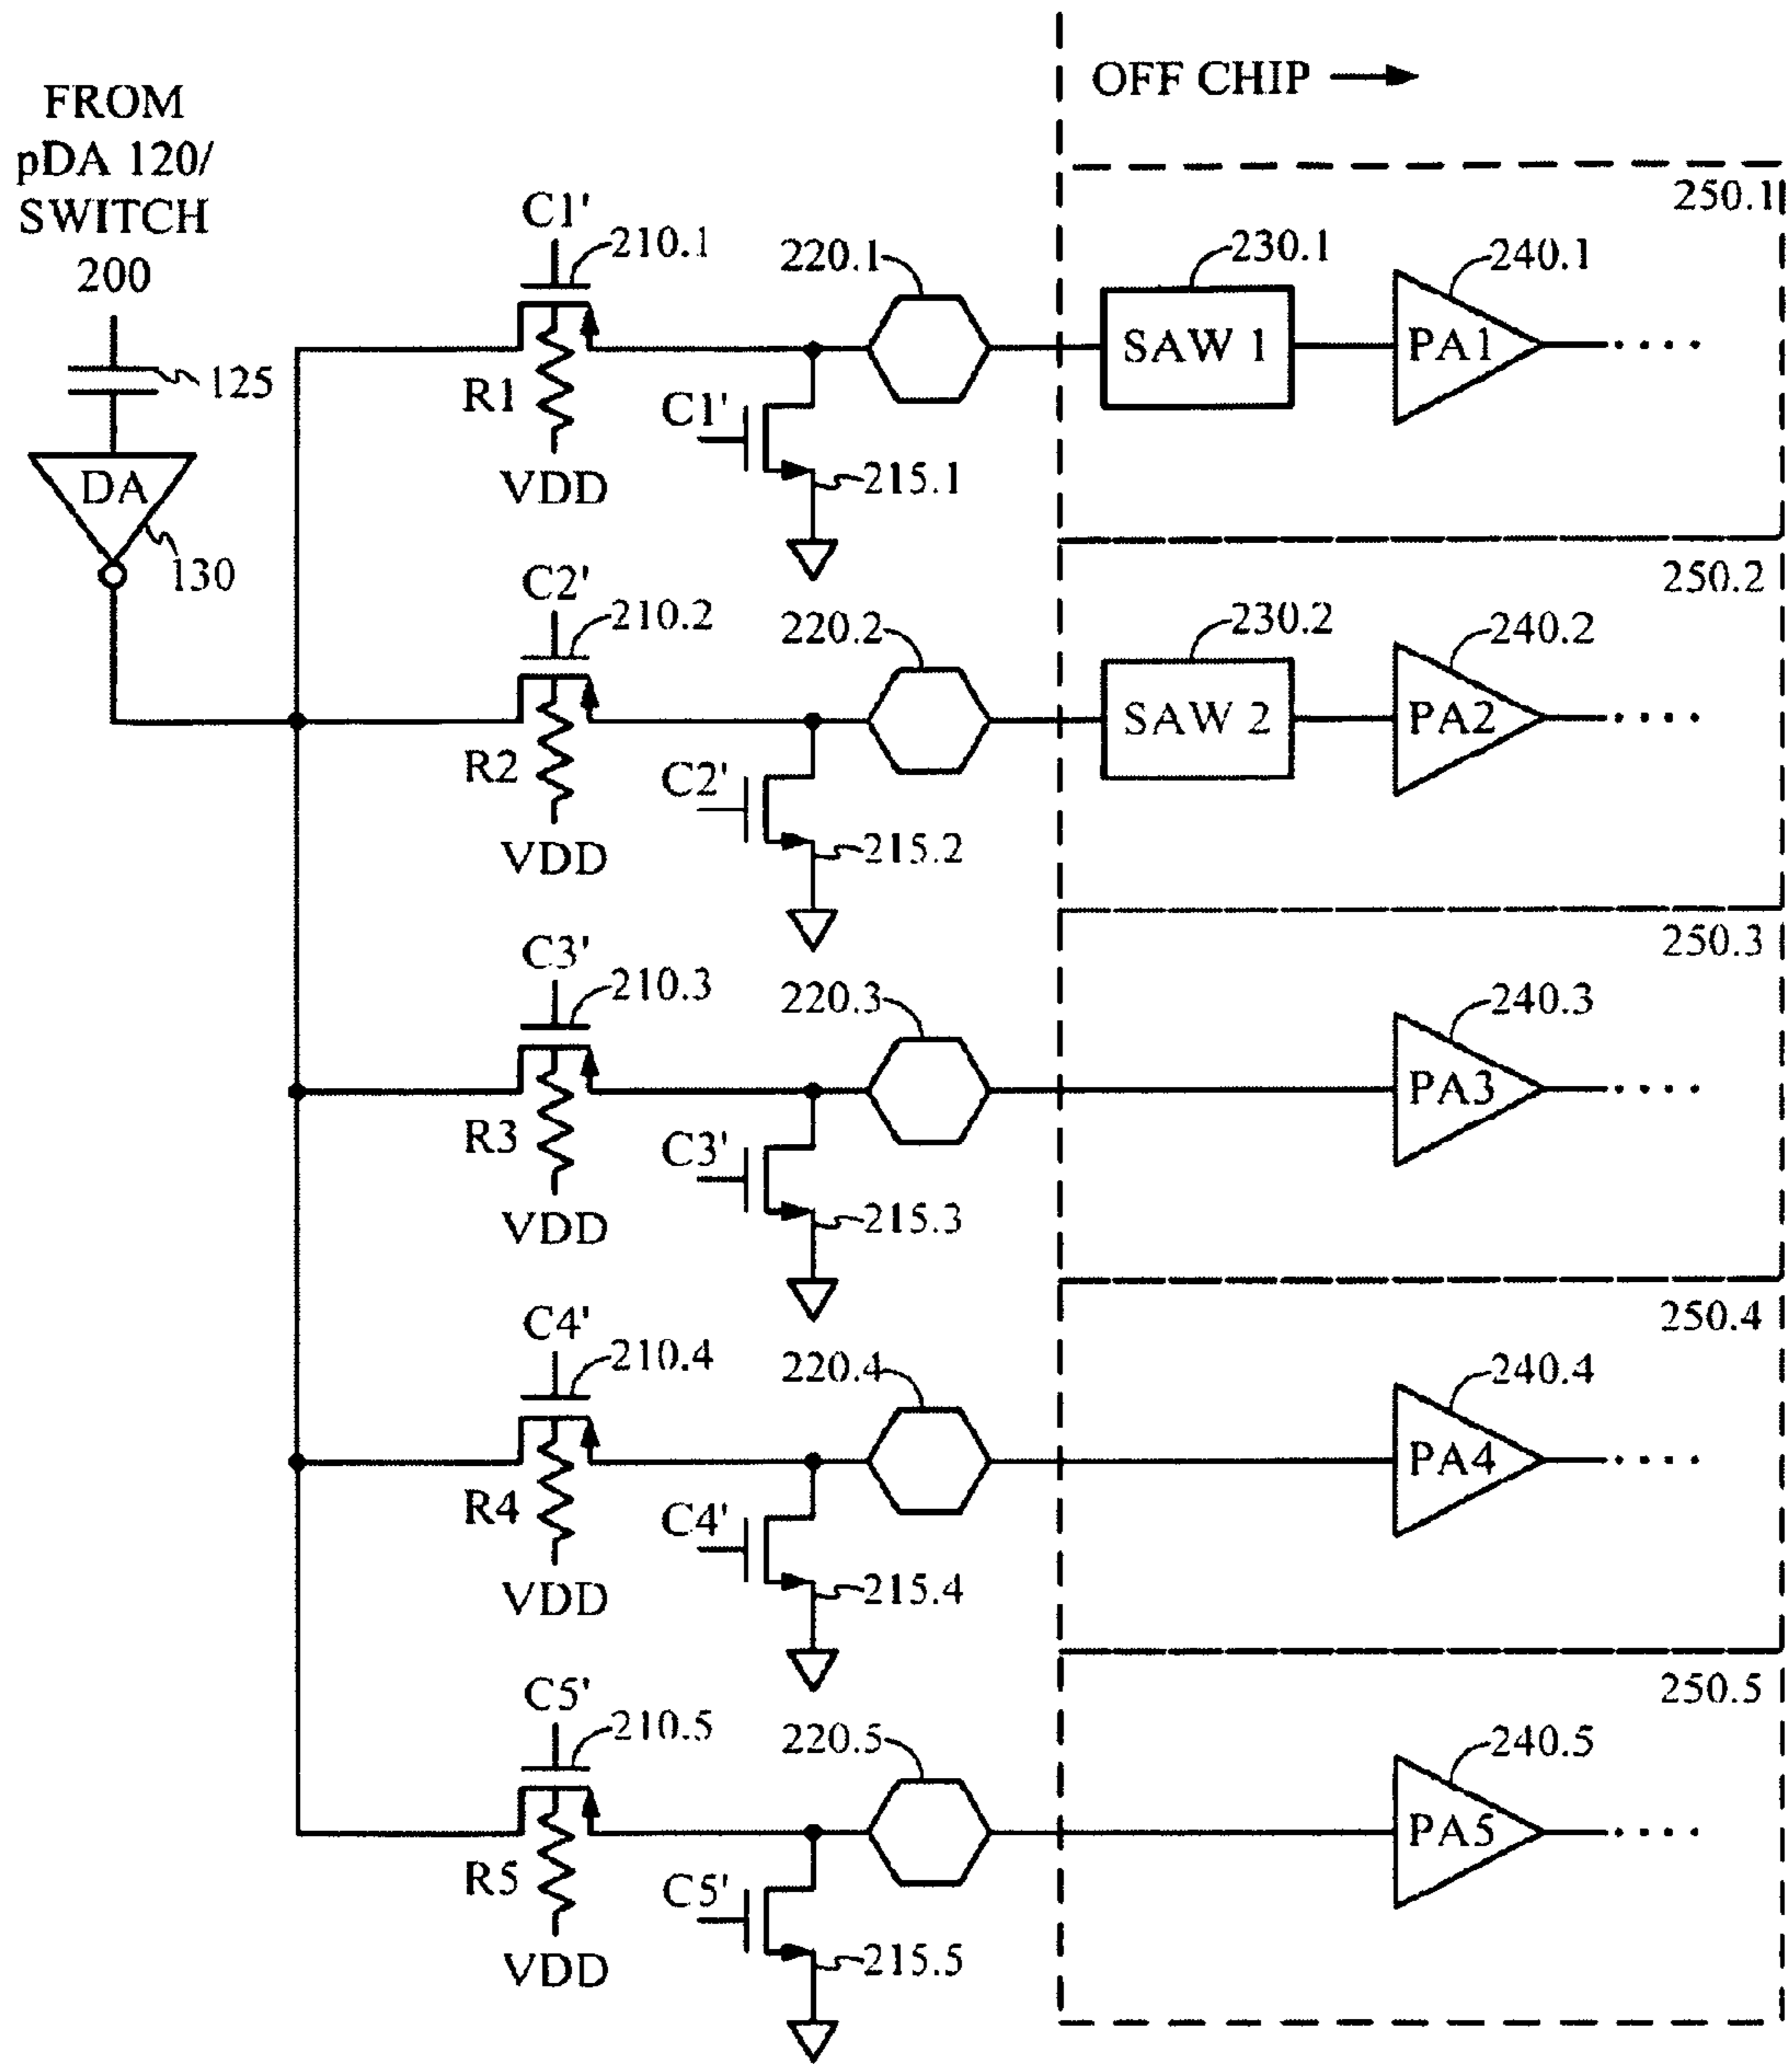 OFF CHIP
FROM
pDA 120/
SWITCH
200
125
DA
130
C1'
210.1
R1
VDD
C1'
215.1
220.1
230.1
SAW 1
240.1
PA1
250.1
C2'
210.2
R2
VDD
C2'
215.2
220.2
230.2
SAW 2
240.2
PA2
250.2
C3'
210.3
R3
VDD
C3'
215.3
220.3
240.3
PA3
250.3
C4'
210.4
R4
VDD
C4'
215.4
220.4
240.4
PA4
250.4
C5'
210.5
R5
VDD
C5'
215.5
220.5
240.5
PA5
250.5